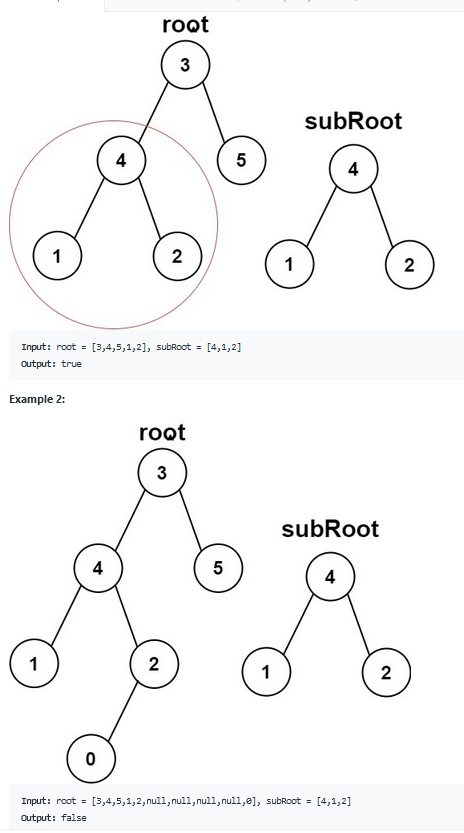 root
3
subRoot
4
5
4
1
2
1
2
Input: root = [3,4,5,1,2], subRoot = [4,1,2]
Output: true
Example 2:
root
3
subRoot
4
5
4
1
2
1
2
0
Input: root = [3,4,5,1,2,null,null,null,null,0], subRoot = [4,1,2]
Output: false